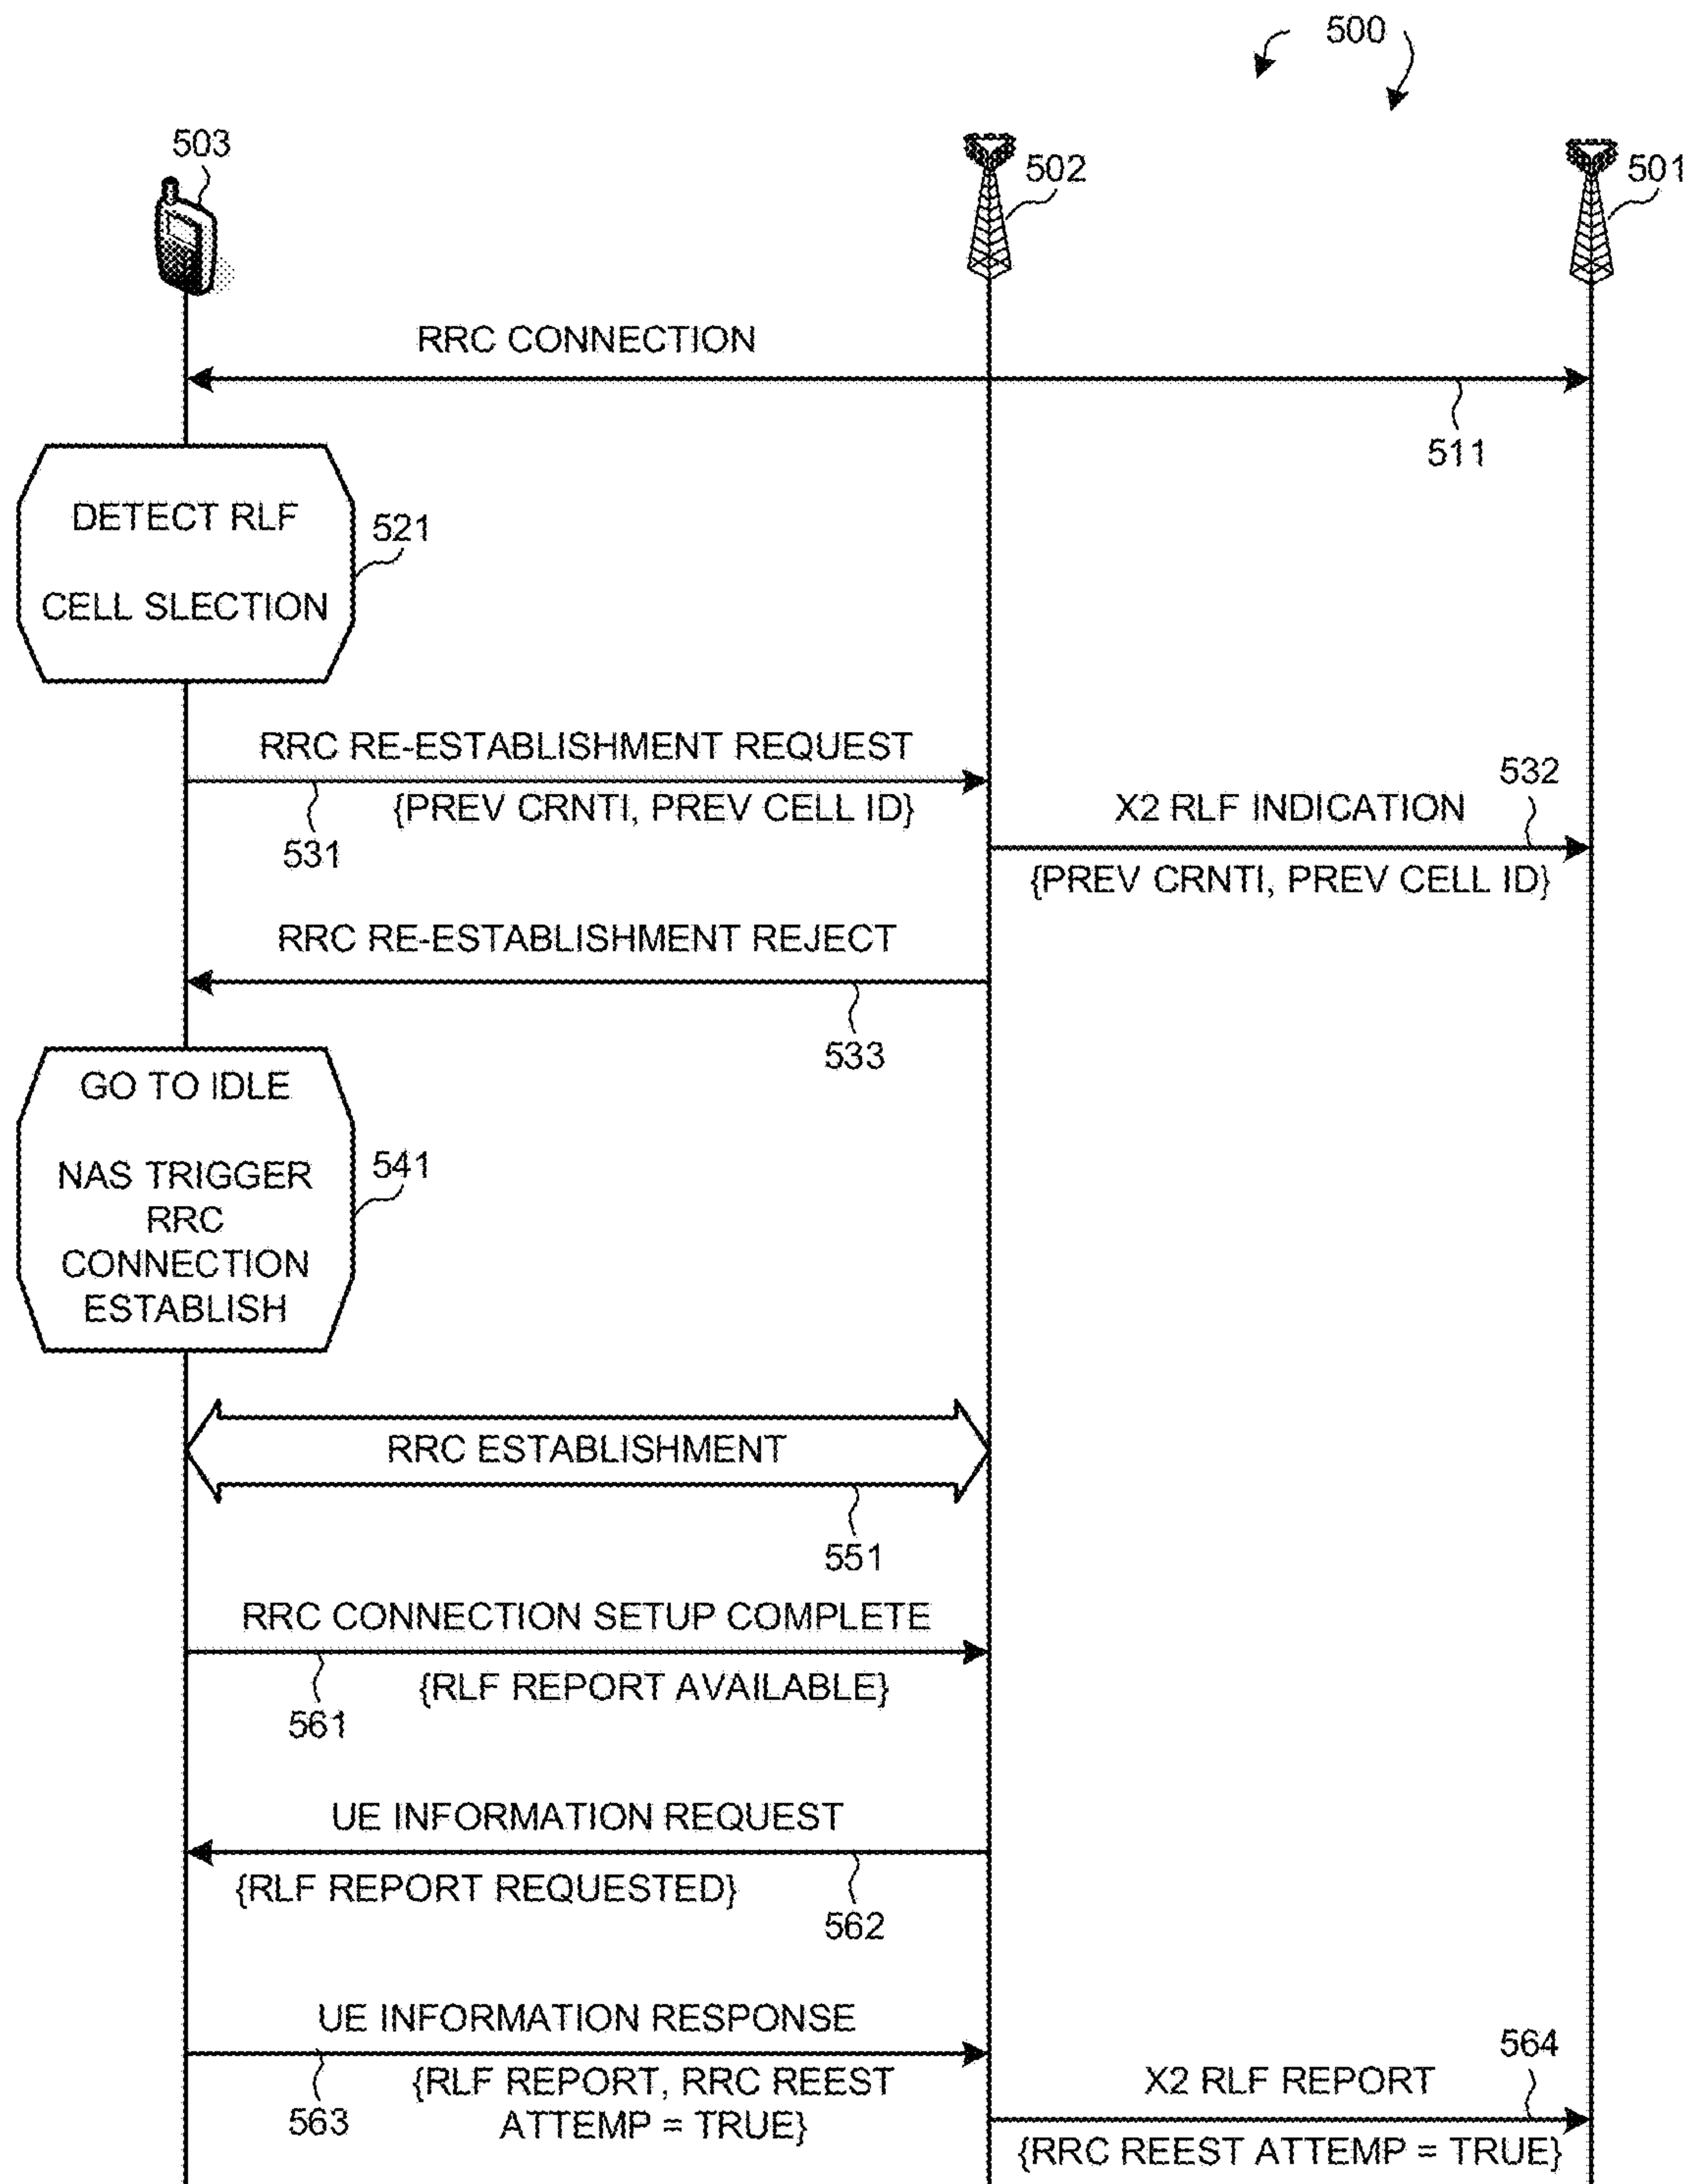 500
503
502
501
RRC CONNECTION
511
DETECT RLF
CELL SLECTION
521
RRC RE-ESTABLISHMENT REQUEST
{PREV CRNTI, PREV CELL ID}
531
532
X2 RLF INDICATION
{PREV CRNTI, PREV CELL ID}
RRC RE-ESTABLISHMENT REJECT
533
GO TO IDLE
NAS TRIGGER
RRC
CONNECTION
ESTABLISH
541
RRC ESTABLISHMENT
551
RRC CONNECTION SETUP COMPLETE
{RLF REPORT AVAILABLE}
561
UE INFORMATION REQUEST
{RLF REPORT REQUESTED}
562
UE INFORMATION RESPONSE
{RLF REPORT, RRC REEST
ATTEMP = TRUE}
563
564
X2 RLF REPORT
{RRC REEST ATTEMP = TRUE}